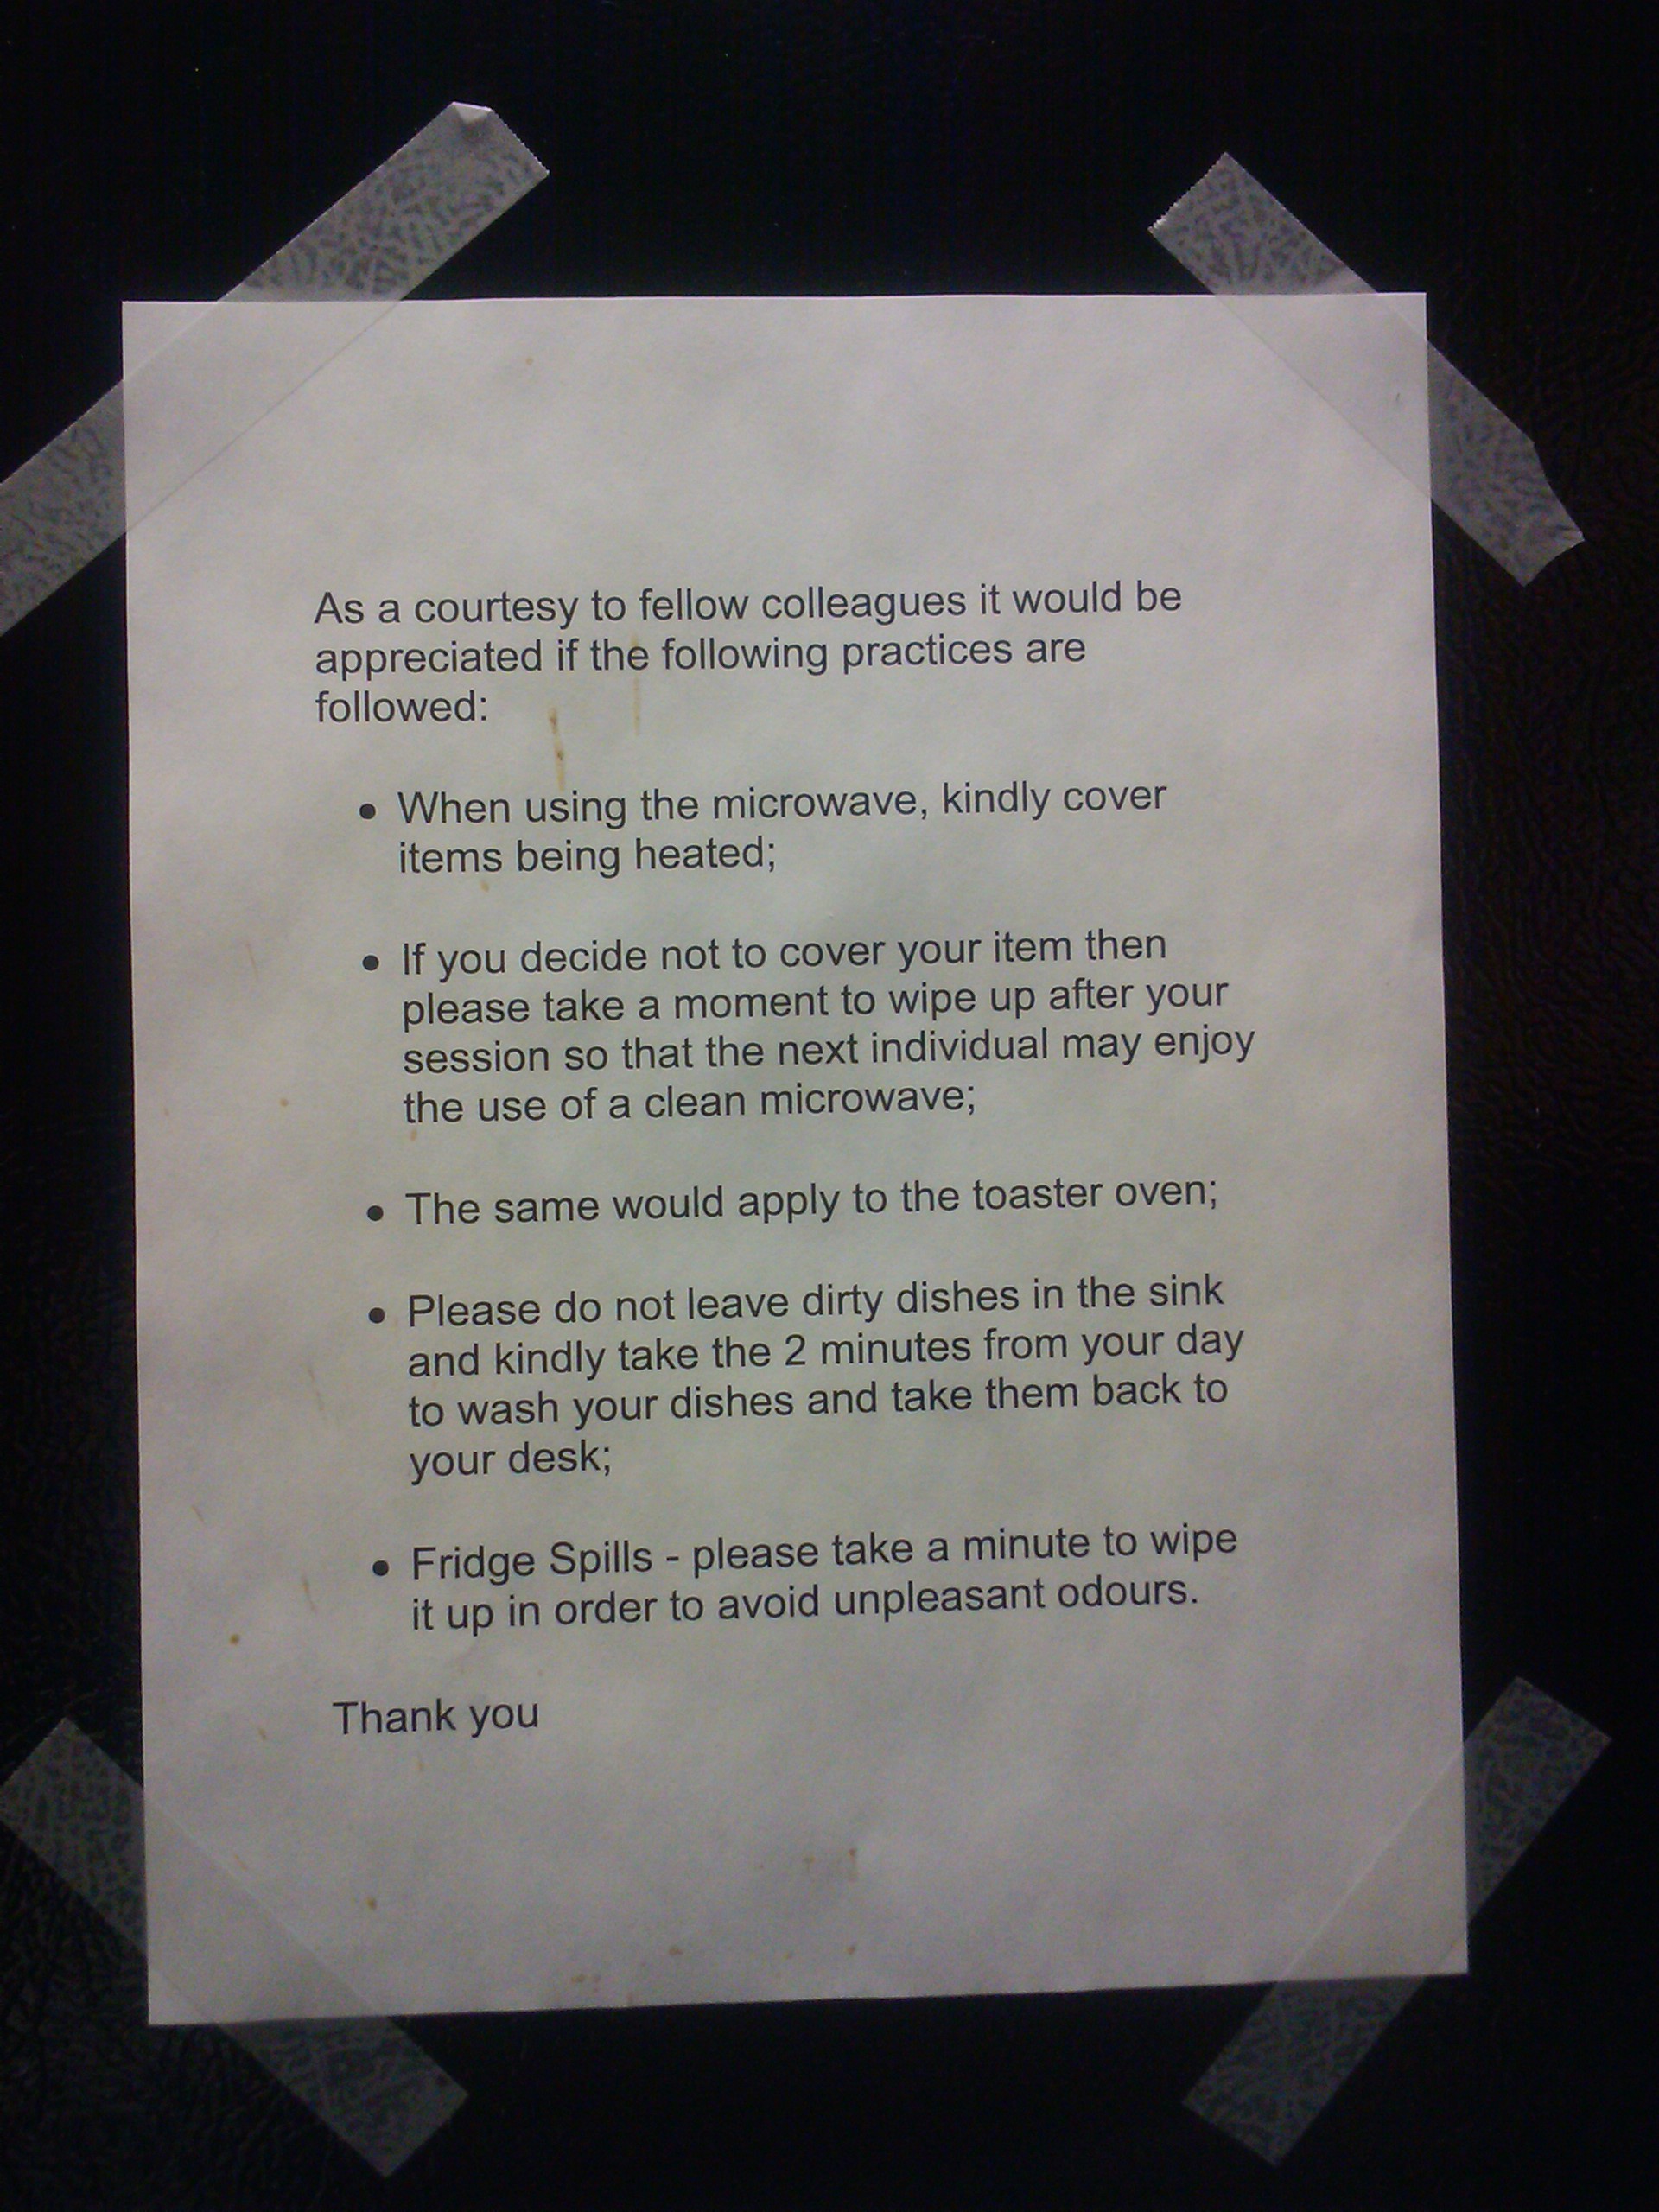 As a courtesy to fellow colleagues it would be
appreciated if the following practices are
followed:
• When using the microwave, kindly cover
items being heated;
• If you decide not to cover your item then
please take a moment to wipe up after your
session so that the next individual may enjoy
the use of a clean microwave;
• The same would apply to the toaster oven;
• Please do not leave dirty dishes in the sink
and kindly take the 2 minutes from your day
to wash your dishes and take them back to
your desk;
• Fridge Spills - please take a minute to wipe
it up in order to avoid unpleasant odours.
Thank you